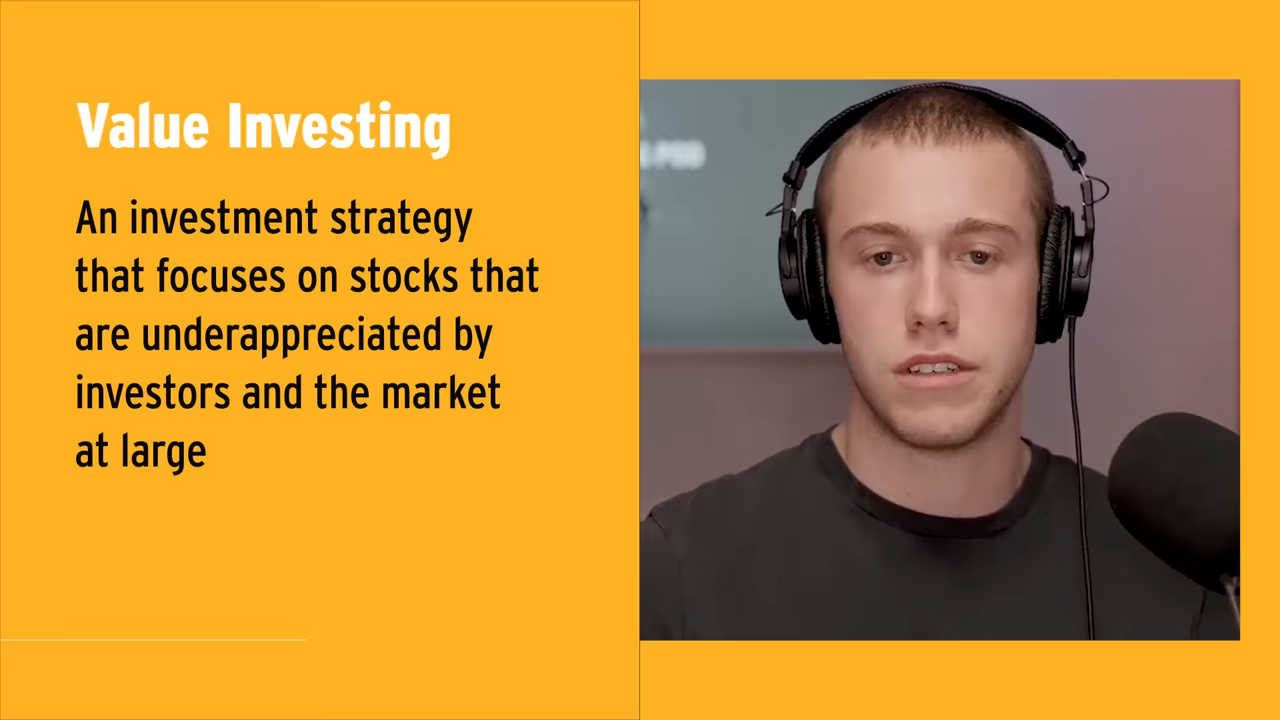 Value Investing
An investment strategy
that focuses on stocks that
are underappreciated by
investors and the market
at large